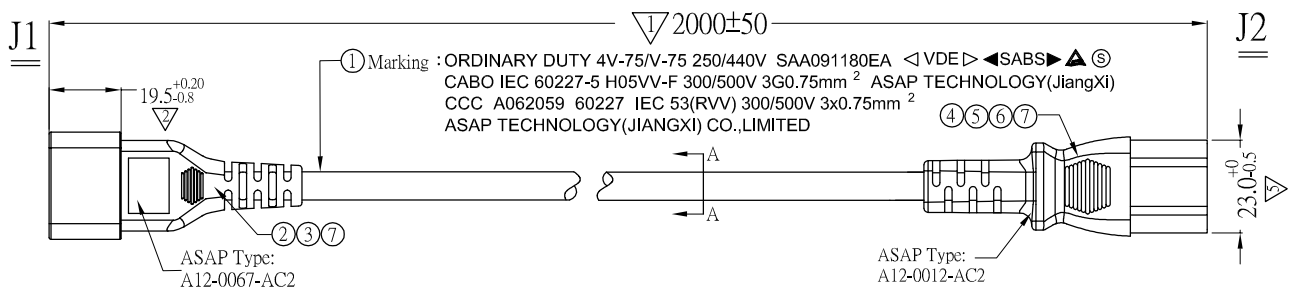 J1
1 2000±50
J2
① Marking : ORDINARY DUTY 4V-75/V-75 250/440V SAA091180EA ◁ VDE ▷ ◀SABS▶ Ⓢ
CABO IEC 60227-5 H05VV-F 300/500V 3G0.75mm ² ASAP TECHNOLOGY(JiangXi)
CCC A062059 60227 IEC 53(RVV) 300/500V 3x0.75mm ²
ASAP TECHNOLOGY(JIANGXI) CO.,LIMITED
19.5 +0.20 -0.8
2
④⑤⑥⑦
A
A
23.0 +0 -0.5
5
②③⑦
ASAP Type:
A12-0067-AC2
ASAP Type:
A12-0012-AC2